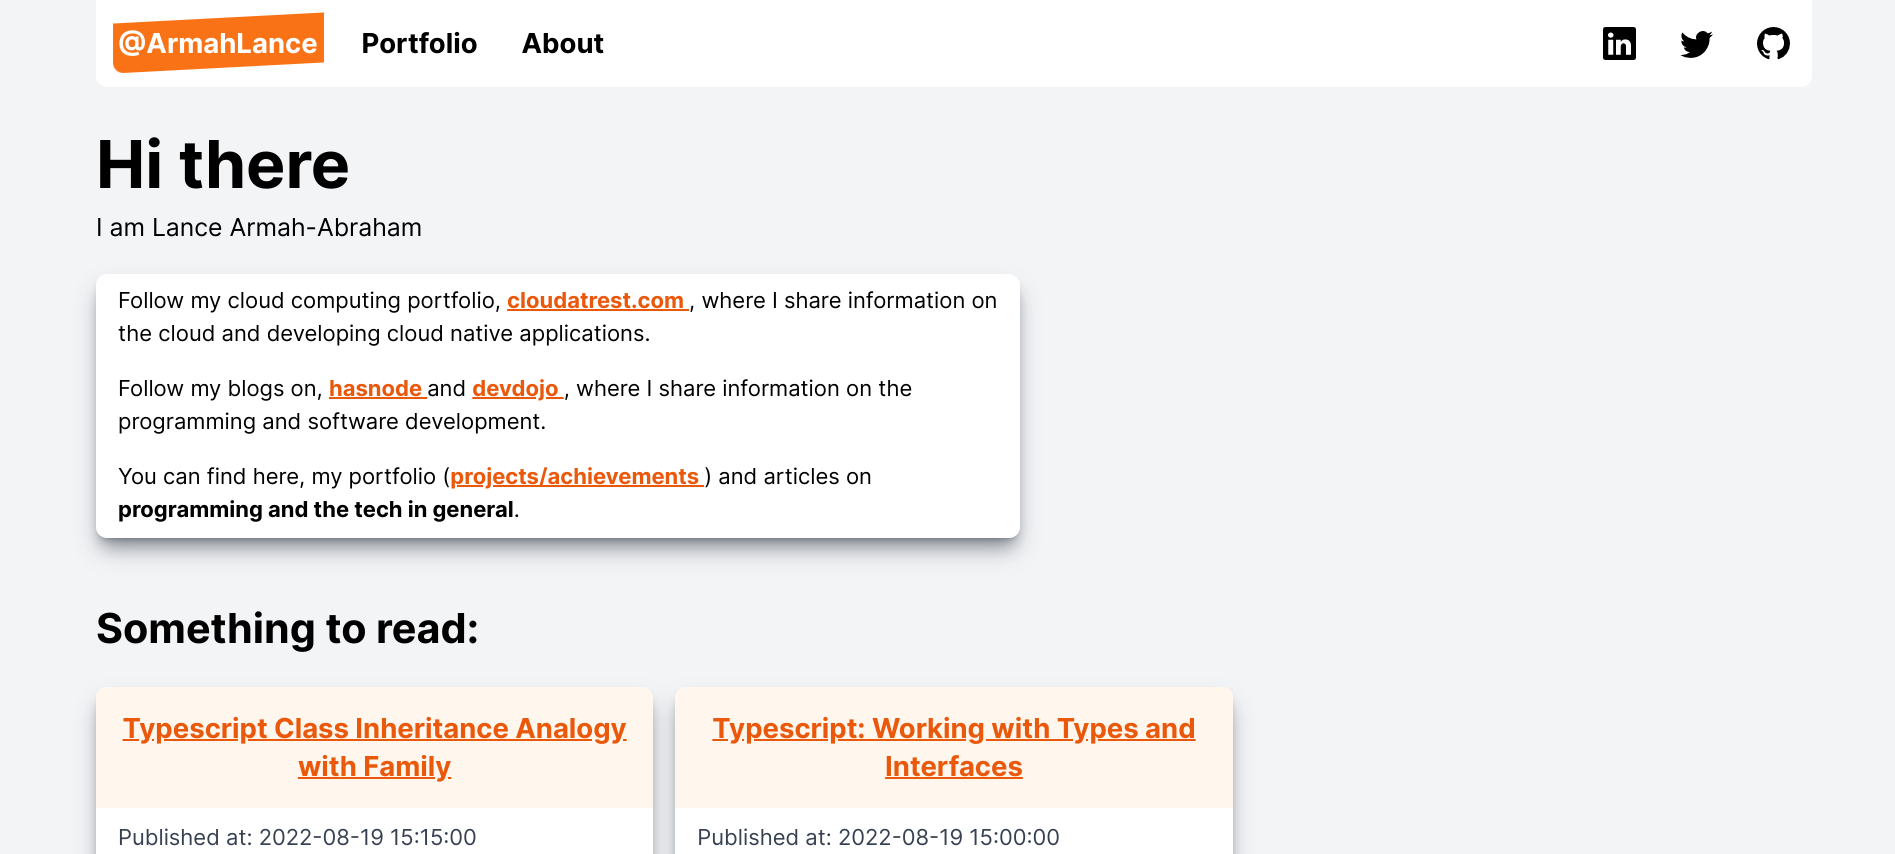 @ArmahLance Portfolio About
Hi there
I am Lance Armah-Abraham
Follow my cloud computing portfolio, cloudatrest.com , where I share information on
the cloud and developing cloud native applications.
Follow my blogs on, hasnode and devdojo , where I share information on the
programming and software development.
You can find here, my portfolio (projects/achievements ) and articles on
programming and the tech in general.
Something to read:
Typescript Class Inheritance Analogy
with Family
Published at: 2022-08-19 15:15:00
Typescript: Working with Types and
Interfaces
Published at: 2022-08-19 15:00:00